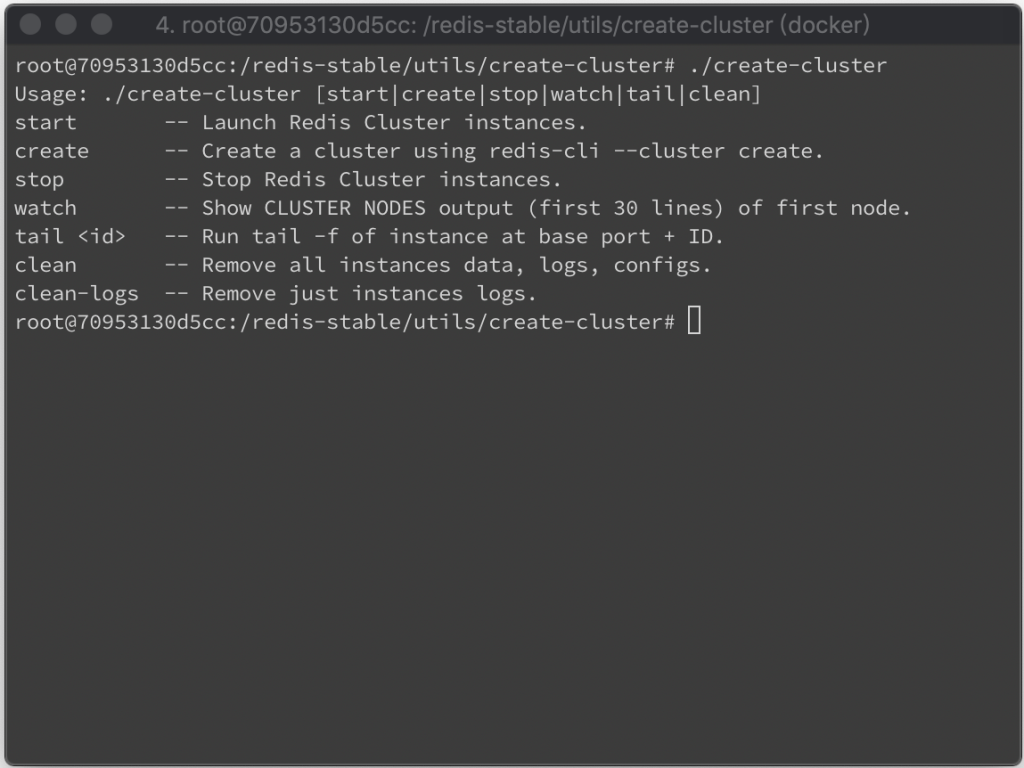 4. root@70953130d5cc: /redis-stable/utils/create-cluster (docker)
root@70953130d5cc:/redis-stable/utils/create-cluster# ./create-cluster
Usage: ./create-cluster [start|create|stop|watch|tail|clean]
start       -- Launch Redis Cluster instances.
create      -- Create a cluster using redis-cli --cluster create.
stop        -- Stop Redis Cluster instances.
watch       -- Show CLUSTER NODES output (first 30 lines) of first node.
tail <id>   -- Run tail -f of instance at base port + ID.
clean       -- Remove all instances data, logs, configs.
clean-logs  -- Remove just instances logs.
root@70953130d5cc:/redis-stable/utils/create-cluster#